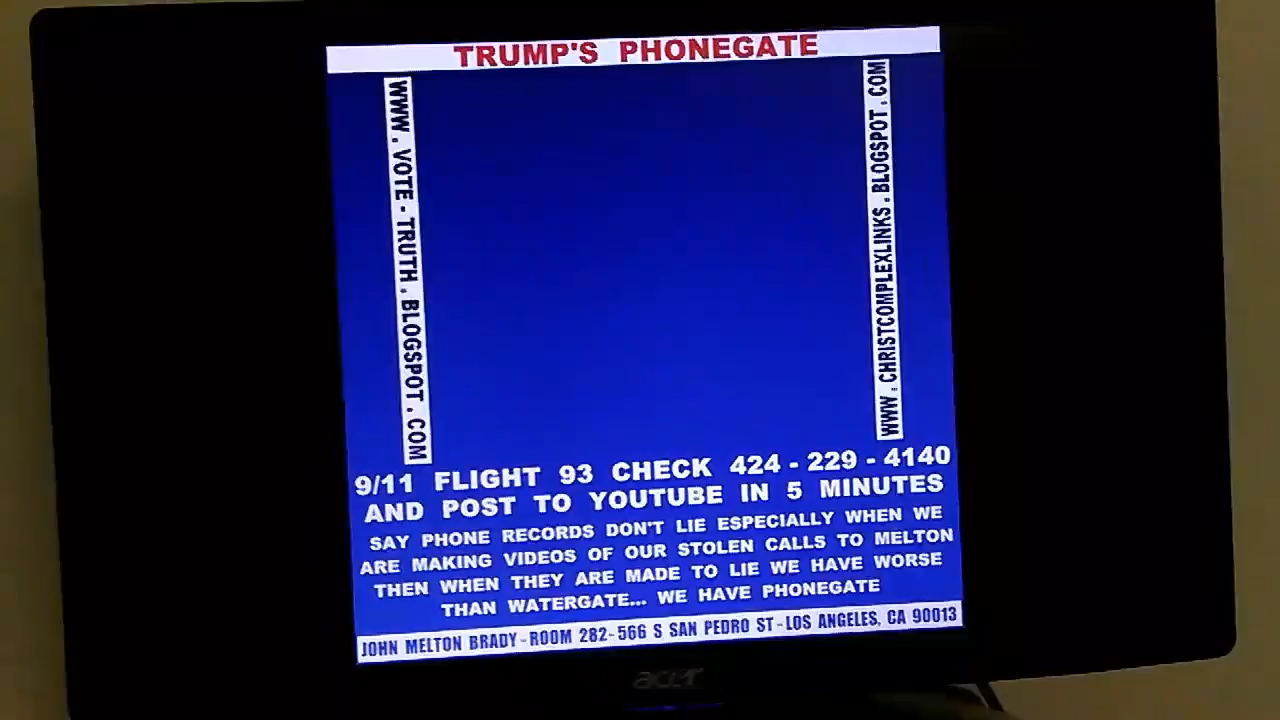 TRUMP'S PHONEGATE
WWW . VOTE - TRUTH . BLOGSPOT . COM
WWW . CHRISTCOMPLEXLINKS . BLOGSPOT . COM
9/11 FLIGHT 93 CHECK 424 - 229 - 4140
AND POST TO YOUTUBE IN 5 MINUTES
SAY PHONE RECORDS DON'T LIE ESPECIALLY WHEN WE
ARE MAKING VIDEOS OF OUR STOLEN CALLS TO MELTON
THEN WHEN THEY ARE MADE TO LIE WE HAVE WORSE
THAN WATERGATE... WE HAVE PHONEGATE
JOHN MELTON BRADY - ROOM 282 - 566 S SAN PEDRO ST - LOS ANGELES, CA 90013
acer